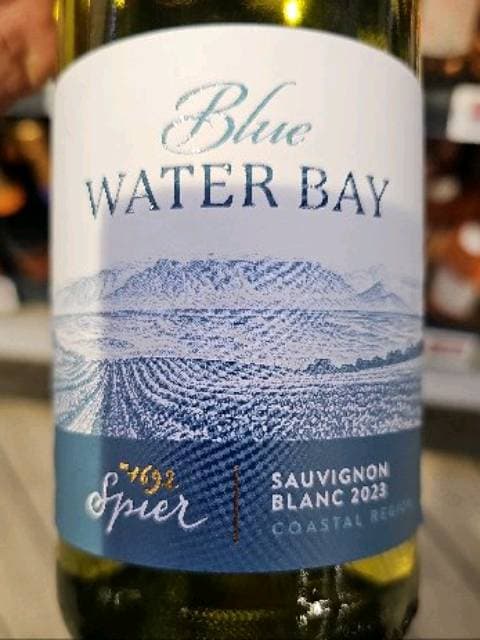 Blue
WATER BAY
*1692
Spier
SAUVIGNON
BLANC 2023
COASTAL REGION